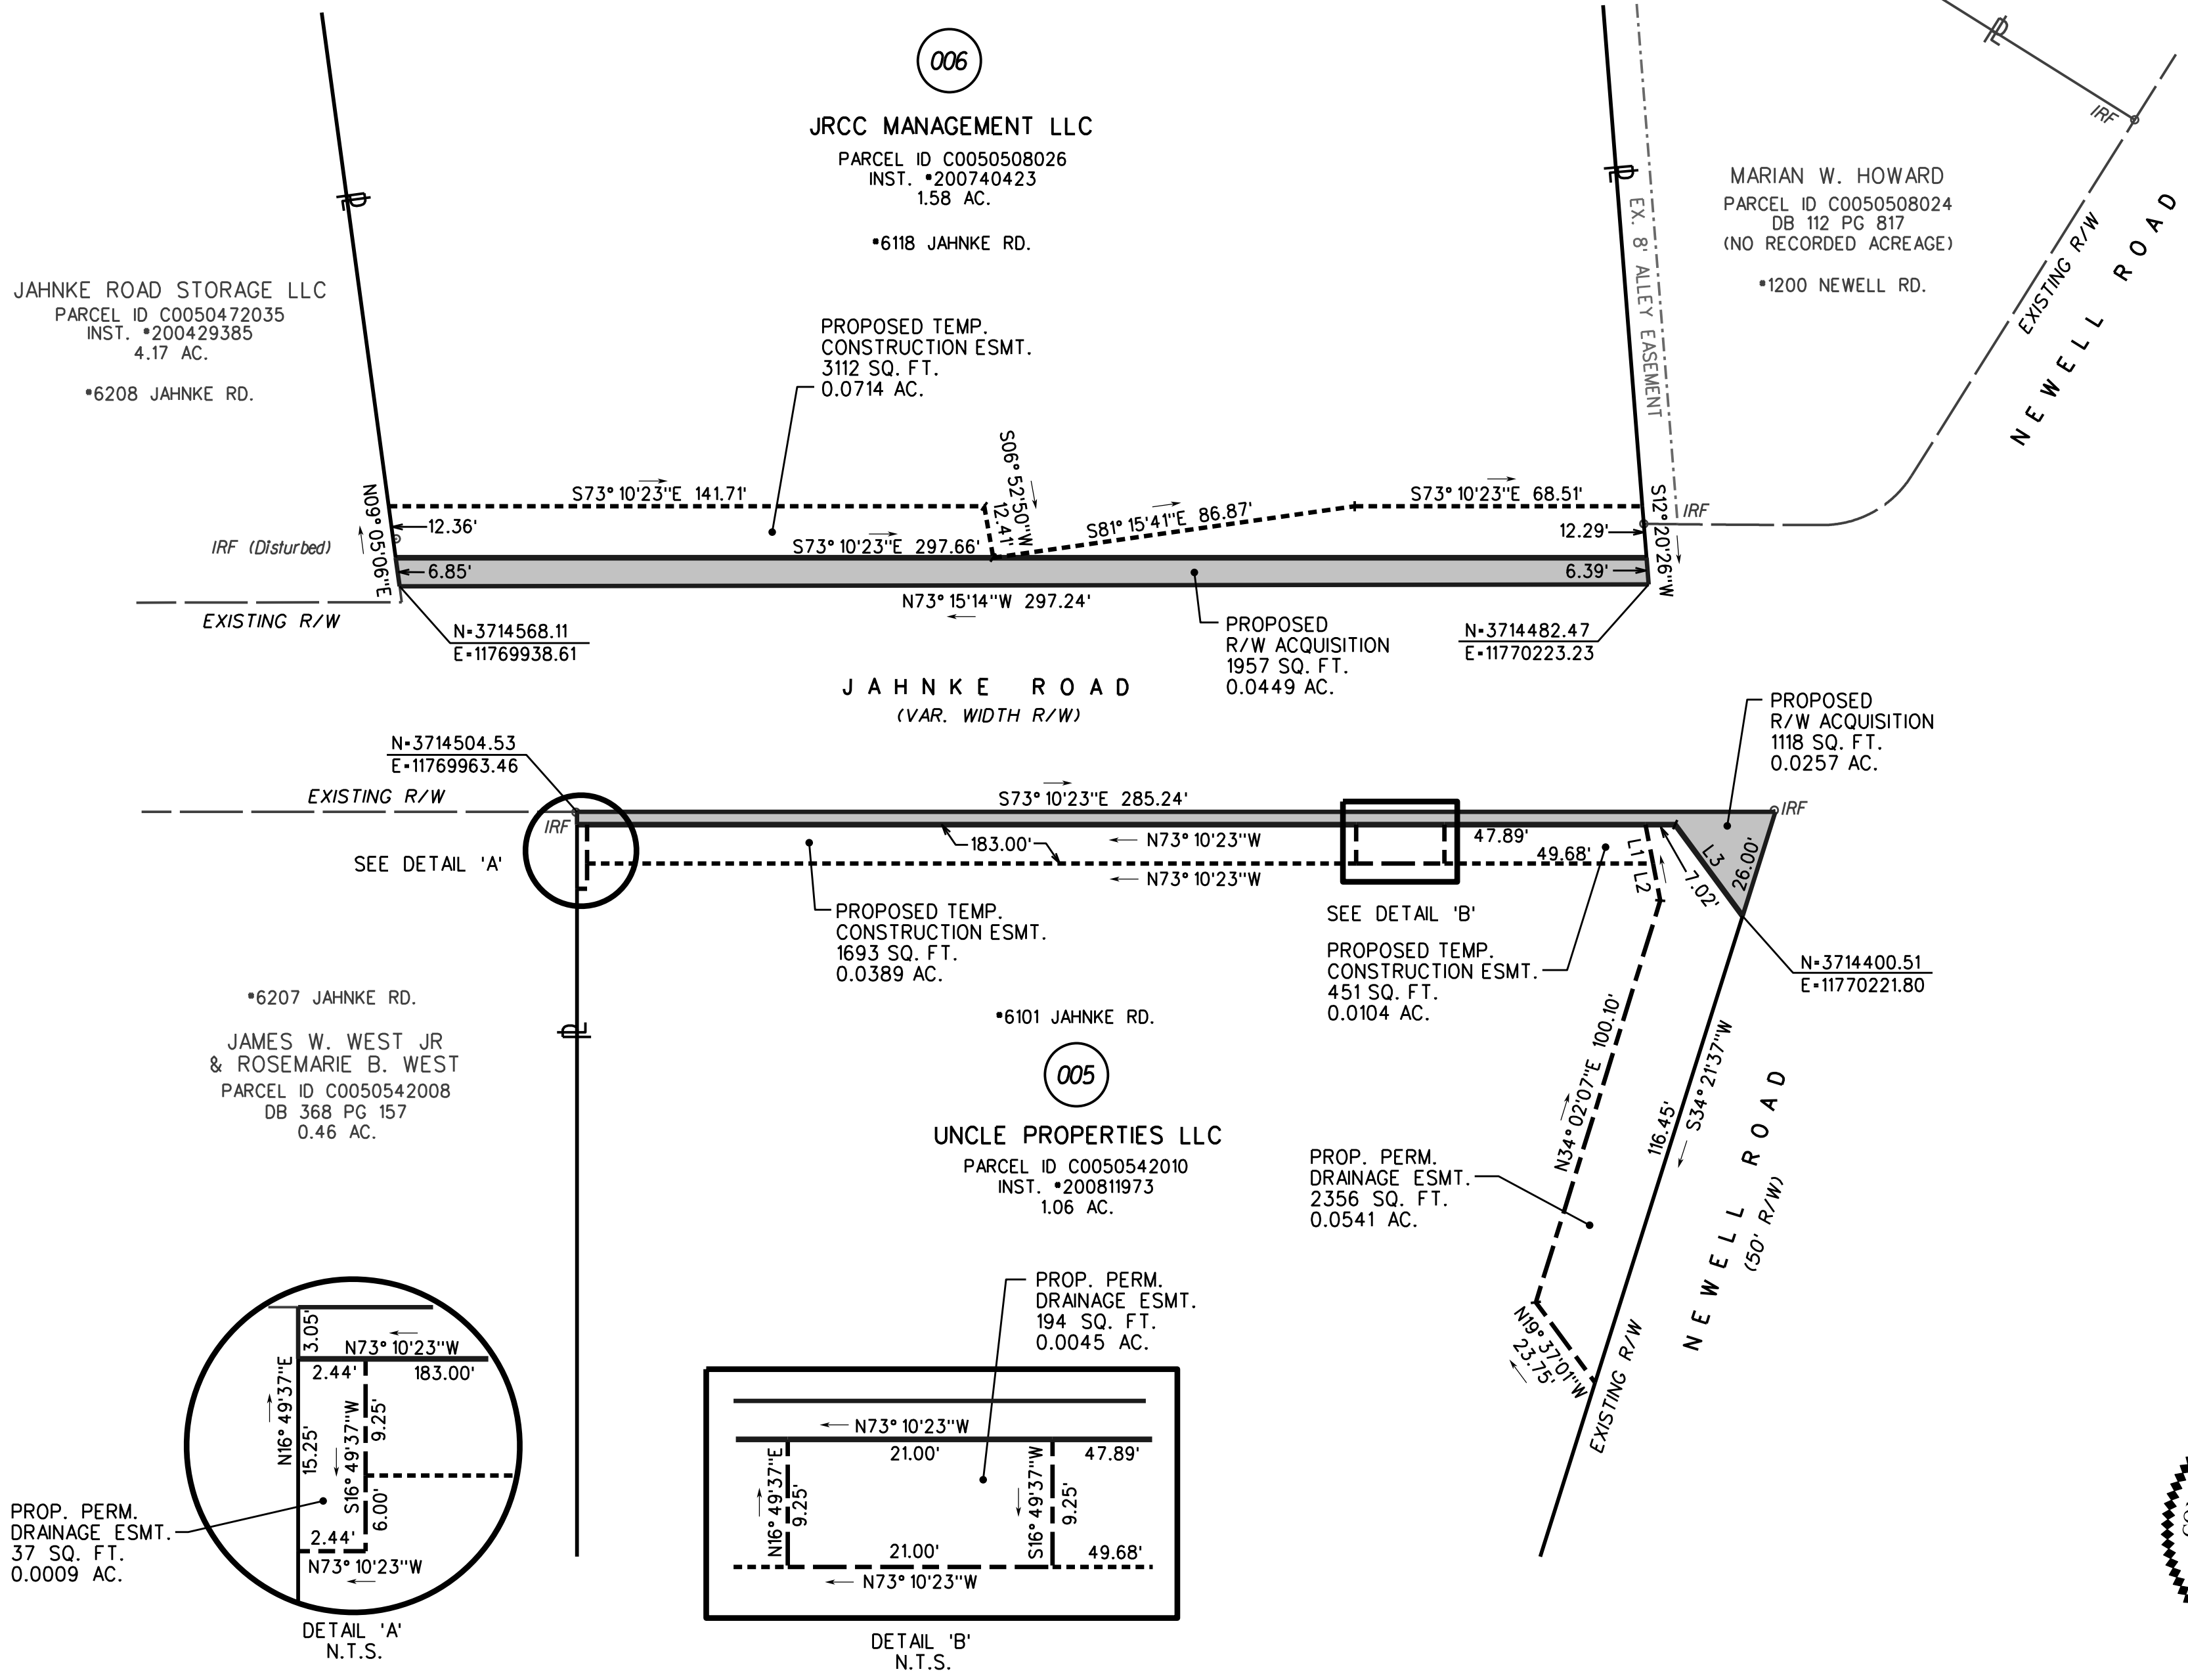 006
JRCC MANAGEMENT LLC
PARCEL ID C0050508026
INST. #200740423
1.58 AC.
#6118 JAHNKE RD.
PL
PL
PL
IRF
MARIAN W. HOWARD
PARCEL ID C0050508024
DB 112 PG 817
(NO RECORDED ACREAGE)
#1200 NEWELL RD.
EX. 8' ALLEY EASEMENT
EXISTING R/W
NEWELL ROAD
JAHNKE ROAD STORAGE LLC
PARCEL ID C0050472035
INST. #200429385
4.17 AC.
#6208 JAHNKE RD.
PROPOSED TEMP.
CONSTRUCTION ESMT.
3112 SQ. FT.
0.0714 AC.
N09°05'06"E
S73°10'23"E 141.71'
S06°52'50"W
12.41'
S81°15'41"E 86.87'
S73°10'23"E 68.51'
S12°20'26"W
IRF
12.36'
12.29'
IRF (Disturbed)
S73°10'23"E 297.66'
6.85'
6.39'
EXISTING R/W
N73°15'14"W 297.24'
N=3714568.11
E=11769938.61
PROPOSED
R/W ACQUISITION
1957 SQ. FT.
0.0449 AC.
N=3714482.47
E=11770223.23
JAHNKE ROAD
(VAR. WIDTH R/W)
PROPOSED
R/W ACQUISITION
1118 SQ. FT.
0.0257 AC.
N=3714504.53
E=11769963.46
EXISTING R/W
S73°10'23"E 285.24'
IRF
IRF
SEE DETAIL 'A'
183.00'
N73°10'23"W
N73°10'23"W
47.89'
49.68'
L1
L2
L3
7.02'
26.00'
SEE DETAIL 'B'
PROPOSED TEMP.
CONSTRUCTION ESMT.
1693 SQ. FT.
0.0389 AC.
PROPOSED TEMP.
CONSTRUCTION ESMT.
451 SQ. FT.
0.0104 AC.
N=3714400.51
E=11770221.80
#6207 JAHNKE RD.
JAMES W. WEST JR
& ROSEMARIE B. WEST
PARCEL ID C0050542008
DB 368 PG 157
0.46 AC.
PL
#6101 JAHNKE RD.
005
UNCLE PROPERTIES LLC
PARCEL ID C0050542010
INST. #200811973
1.06 AC.
N34°02'07"E 100.10'
116.45'
S34°21'37"W
PROP. PERM.
DRAINAGE ESMT.
2356 SQ. FT.
0.0541 AC.
NEWELL ROAD
(50' R/W)
N19°37'01"W
23.75'
EXISTING R/W
3.05'
N73°10'23"W
2.44'
183.00'
N16°49'37"E
15.25'
S16°49'37"W
9.25'
6.00'
2.44'
N73°10'23"W
PROP. PERM.
DRAINAGE ESMT.
37 SQ. FT.
0.0009 AC.
DETAIL 'A'
N.T.S.
PROP. PERM.
DRAINAGE ESMT.
194 SQ. FT.
0.0045 AC.
N73°10'23"W
21.00'
47.89'
N16°49'37"E
9.25'
S16°49'37"W
9.25'
21.00'
49.68'
N73°10'23"W
DETAIL 'B'
N.T.S.